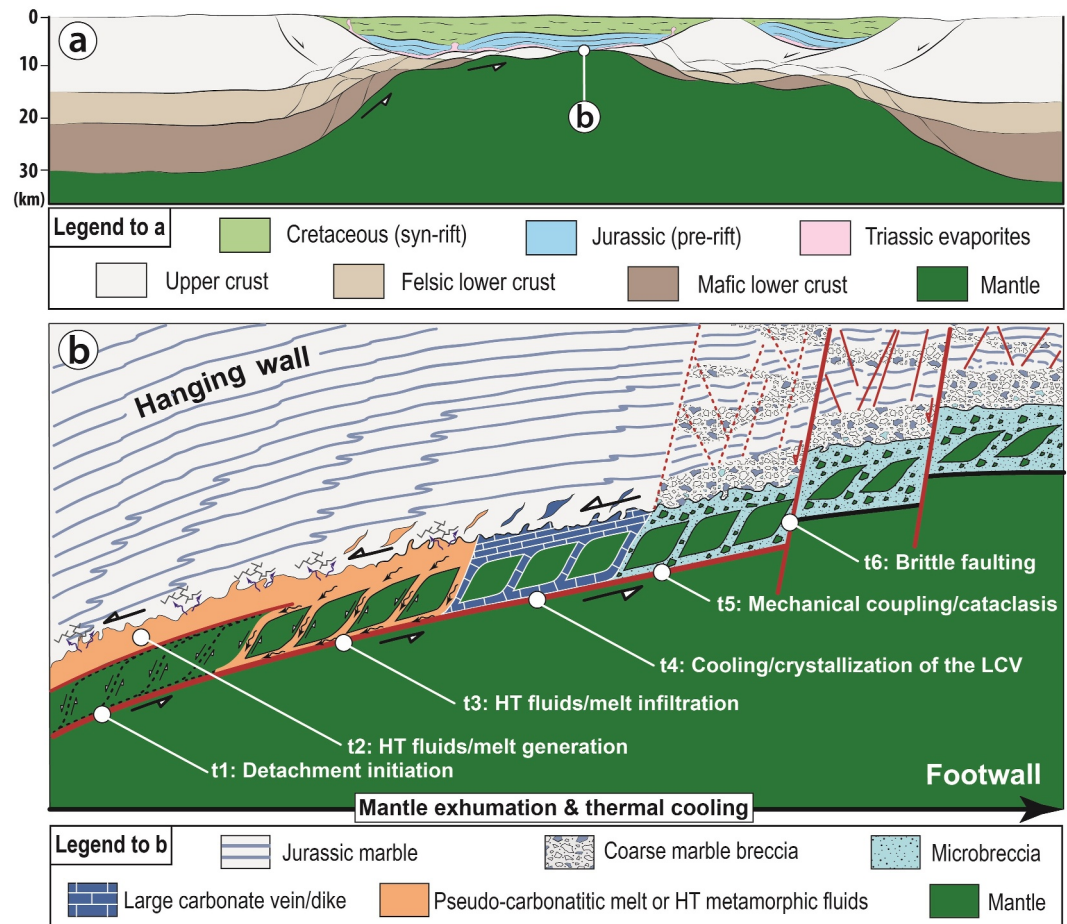 0
a
10
20
30
(km)
b
Legend to a
Cretaceous (syn-rift)
Jurassic (pre-rift)
Triassic evaporites
Upper crust
Felsic lower crust
Mafic lower crust
Mantle
b
Hanging wall
t6: Brittle faulting
t5: Mechanical coupling/cataclasis
t4: Cooling/crystallization of the LCV
t3: HT fluids/melt infiltration
t2: HT fluids/melt generation
t1: Detachment initiation
Footwall
Mantle exhumation & thermal cooling
Legend to b
Jurassic marble
Coarse marble breccia
Microbreccia
Large carbonate vein/dike
Pseudo-carbonatitic melt or HT metamorphic fluids
Mantle